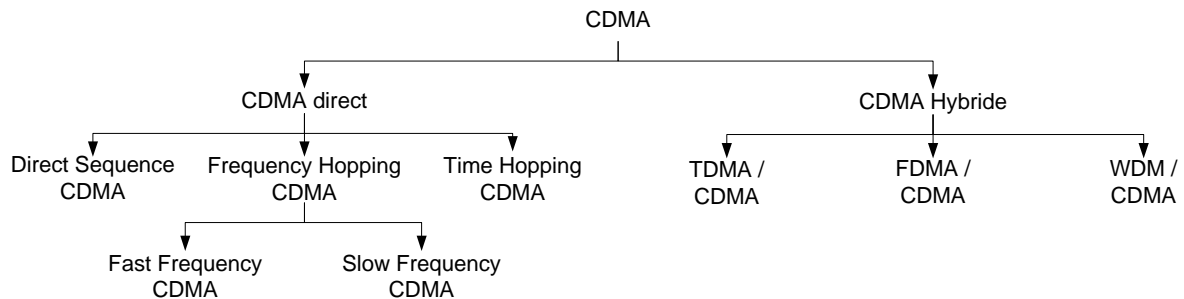 CDMA
CDMA direct
CDMA Hybride
Direct Sequence
CDMA
Frequency Hopping
CDMA
Time Hopping
CDMA
TDMA /
CDMA
FDMA /
CDMA
WDM /
CDMA
Fast Frequency
CDMA
Slow Frequency
CDMA